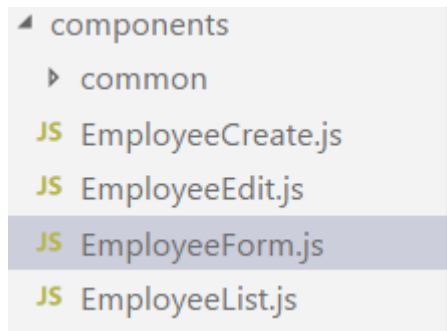 components
common
JS EmployeeCreate.js
JS EmployeeEdit.js
JS EmployeeForm.js
JS EmployeeList.js